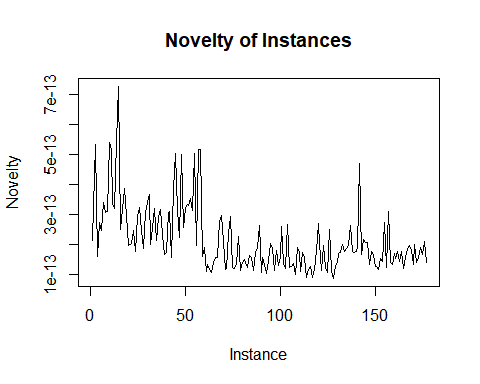 Novelty of Instances
7e-13
5e-13
3e-13
1e-13
Novelty
0 50 100 150
Instance